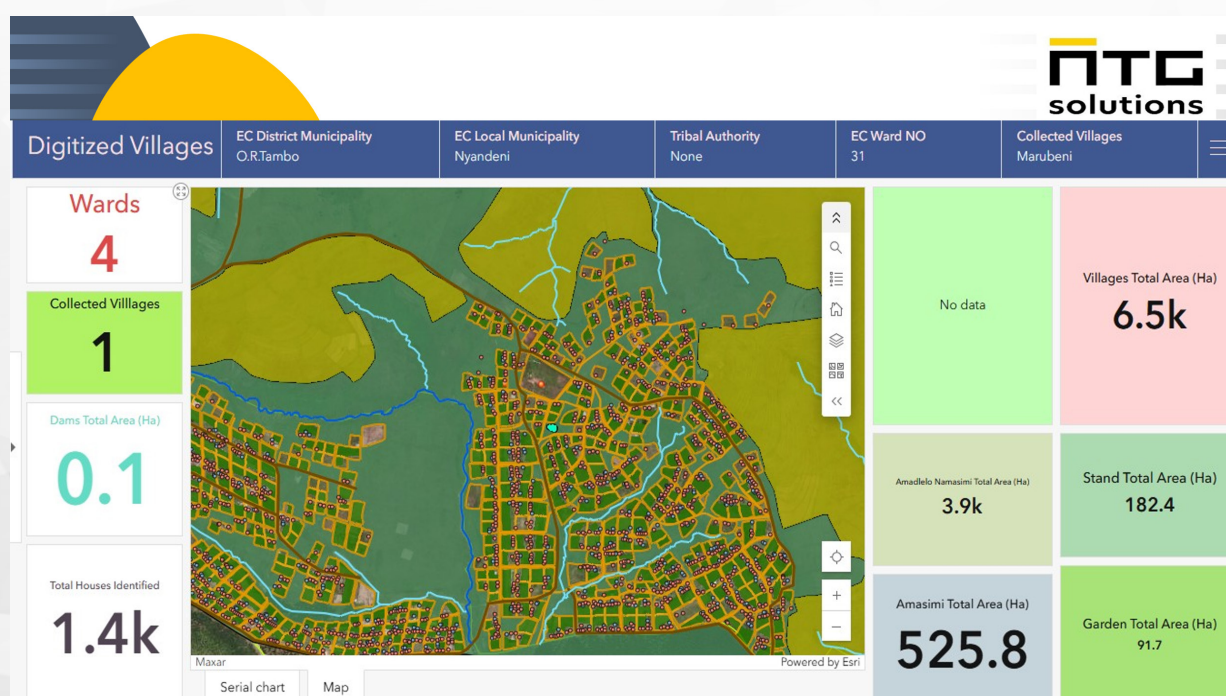 nTG
solutions
Digitized Villages
EC District Municipality
O.R.Tambo
EC Local Municipality
Nyandeni
Tribal Authority
None
EC Ward NO
31
Collected Villages
Marubeni
Wards
4
Collected Villlages
1
Dams Total Area (Ha)
0.1
Total Houses Identified
1.4k
Maxar
Powered by Esri
Serial chart
Map
No data
Villages Total Area (Ha)
6.5k
Amadlelo Namasimi Total Area (Ha)
3.9k
Stand Total Area (Ha)
182.4
Amasimi Total Area (Ha)
525.8
Garden Total Area (Ha)
91.7